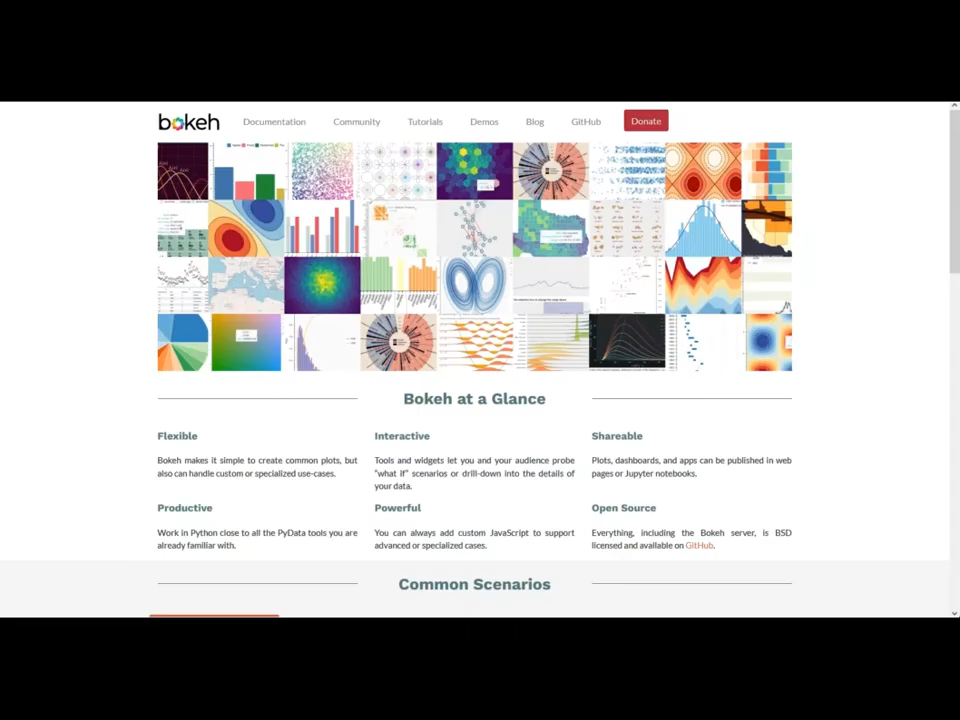 bokeh Documentation Community Tutorials Demos Blog GitHub Donate
Bokeh at a Glance
Flexible
Bokeh makes it simple to create common plots, but
also can handle custom or specialized use-cases.
Interactive
Tools and widgets let you and your audience probe
"what if" scenarios or drill-down into the details of
your data.
Shareable
Plots, dashboards, and apps can be published in web
pages or Jupyter notebooks.
Productive
Work in Python close to all the PyData tools you are
already familiar with.
Powerful
You can always add custom JavaScript to support
advanced or specialized cases.
Open Source
Everything, including the Bokeh server, is BSD
licensed and available on GitHub.
Common Scenarios